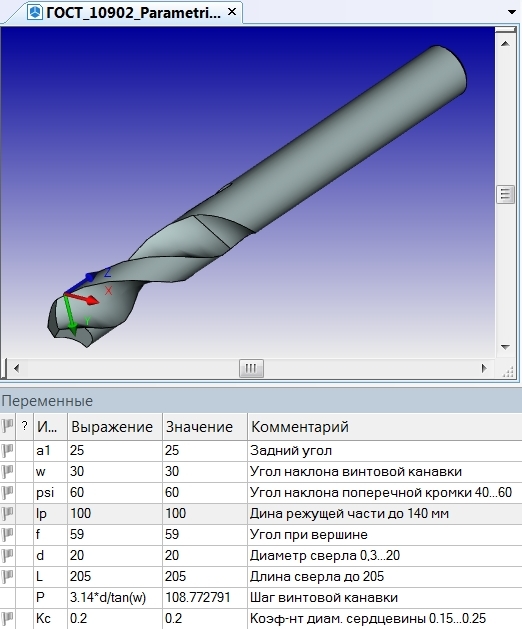 ГОСТ_10902_Parametri...
Z
X
Переменные
? И... Выражение Значение Комментарий
a1 25 25 Задний угол
w 30 30 Угол наклона винтовой канавки
psi 60 60 Угол наклона поперечной кромки 40...60
lp 100 100 Дина режущей части до 140 мм
f 59 59 Угол при вершине
d 20 20 Диаметр сверла 0,3...20
L 205 205 Длина сверла до 205
P 3.14*d/tan(w) 108.772791 Шаг винтовой канавки
Kc 0.2 0.2 Коэф-нт диам. сердцевины 0.15...0.25